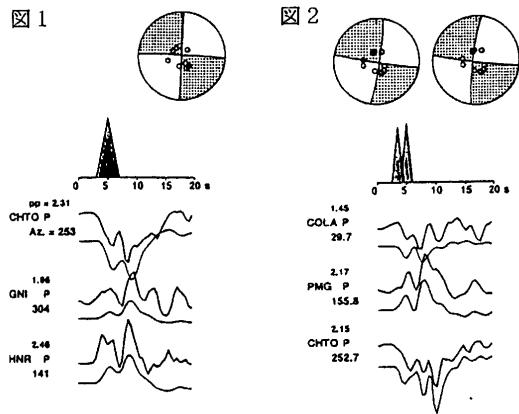 図1
0 5 10 15 20 s
pp = 2.31
CHTO P
Az. = 253
1.96
GNI P
304
2.46
HNR P
141
図2
0 5 10 15 20 s
1.45
COLA P
29.7
2.17
PMG P
155.8
2.15
CHTO P
252.7